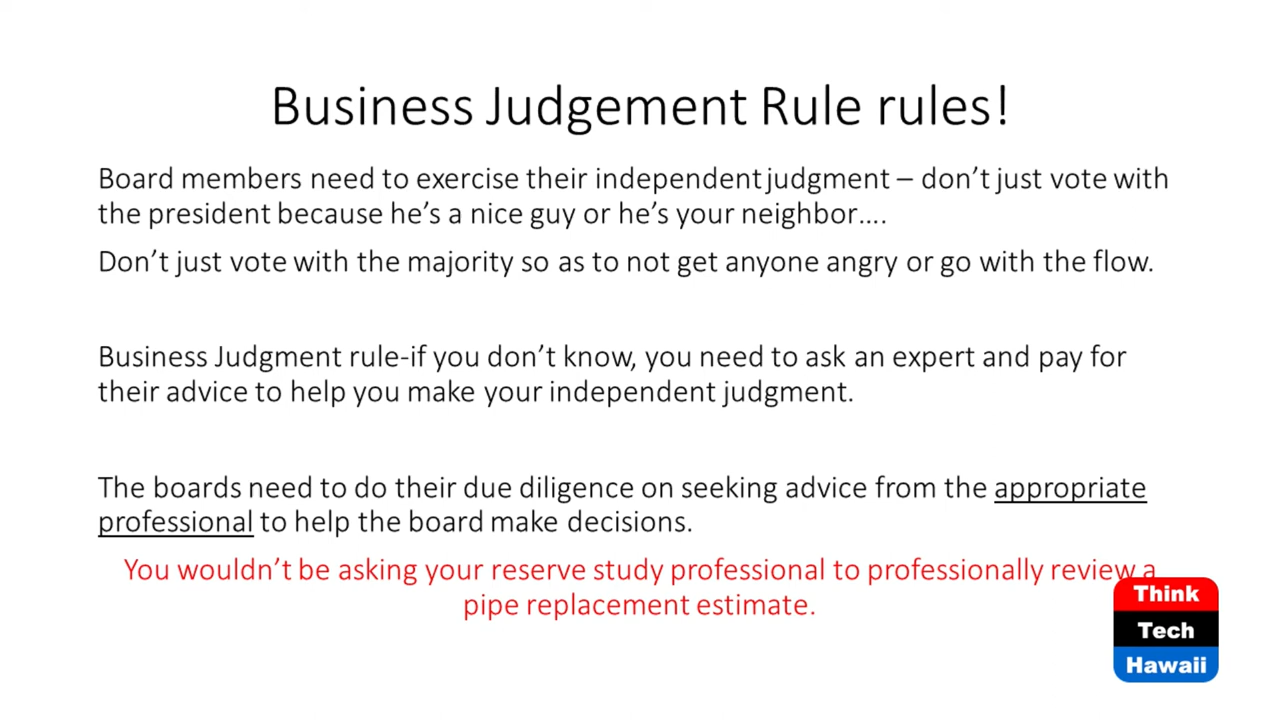 Business Judgement Rule rules!
Board members need to exercise their independent judgment – don't just vote with
the president because he's a nice guy or he's your neighbor….
Don't just vote with the majority so as to not get anyone angry or go with the flow.
Business Judgment rule-if you don't know, you need to ask an expert and pay for
their advice to help you make your independent judgment.
The boards need to do their due diligence on seeking advice from the appropriate
professional to help the board make decisions.
You wouldn't be asking your reserve study professional to professionally review a
pipe replacement estimate.
Think
Tech
Hawaii